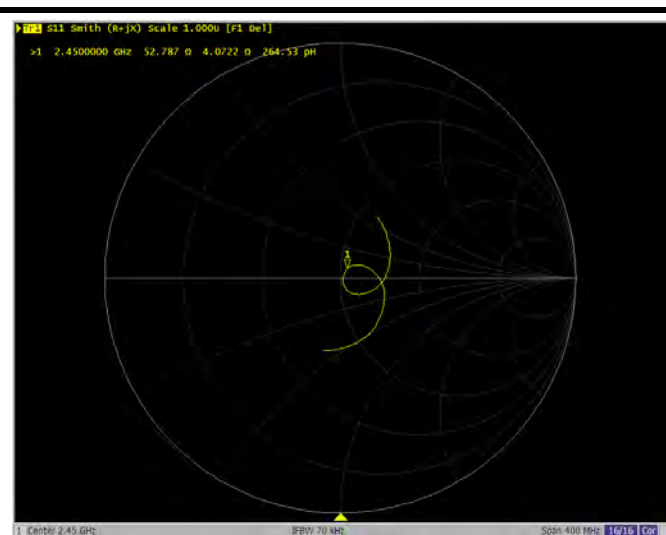 Tr1 S11 Smith (R+jX) Scale 1.000U [F1 Del]
>1 2.4500000 GHz 52.787 Ω 4.0722 Ω 264.53 pH
1
1 Center 2.45 GHz IFBW 70 kHz Span 400 MHz 16/16 Cor